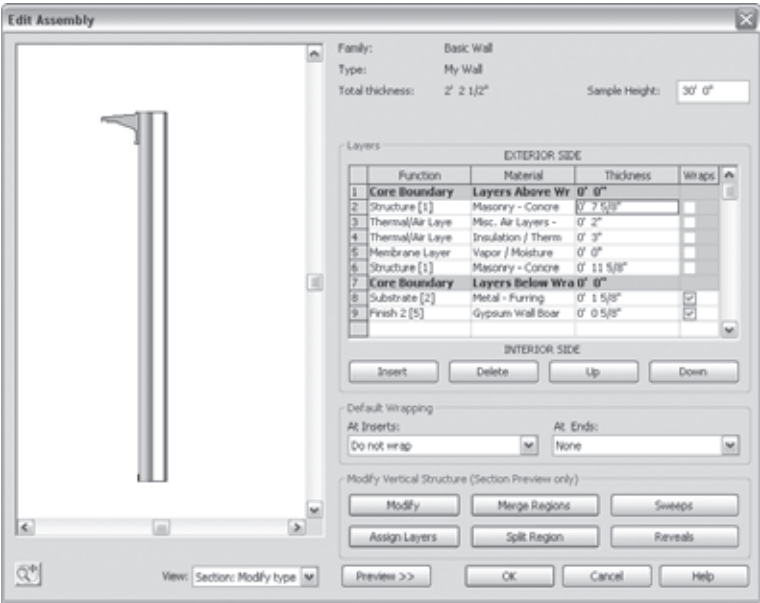 Edit Assembly
Family: Basic Wall
Type: My Wall
Total thickness: 2' 2 1/2" Sample Height: 30' 0"
Layers
EXTERIOR SIDE
Function Material Thickness Wraps
1 Core Boundary Layers Above Wr 0' 0"
2 Structure [1] Masonry - Concre 0' 7 5/8"
3 Thermal/Air Laye Misc. Air Layers - 0' 2"
4 Thermal/Air Laye Insulation / Therm 0' 3"
5 Membrane Layer Vapor / Moisture 0' 0"
6 Structure [1] Masonry - Concre 0' 11 5/8"
7 Core Boundary Layers Below Wra 0' 0"
8 Substrate [2] Metal - Furring 0' 1 5/8"
9 Finish 2 [5] Gypsum Wall Boar 0' 0 5/8"
INTERIOR SIDE
Insert Delete Up Down
Default Wrapping
At Inserts: At Ends:
Do not wrap None
Modify Vertical Structure (Section Preview only)
Modify Merge Regions Sweeps
Assign Layers Split Region Reveals
View: Section: Modify type Preview >> OK Cancel Help